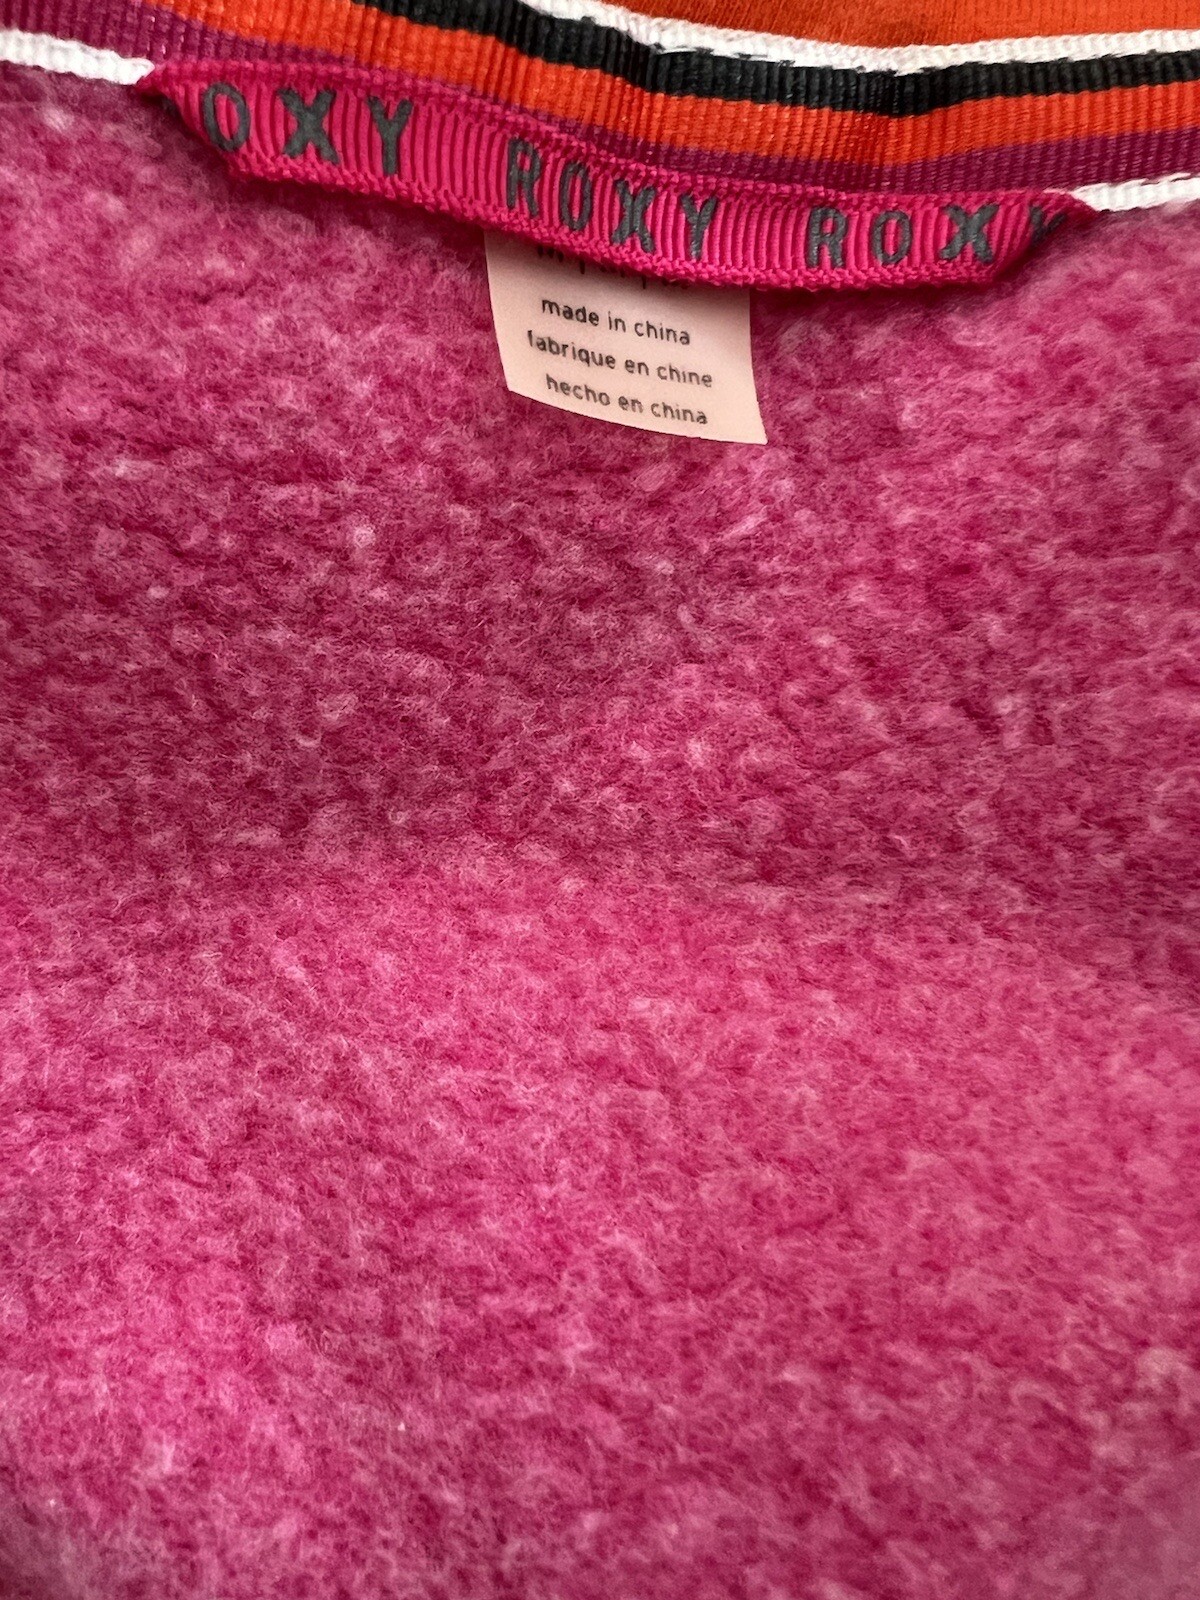 OXY ROXY ROXY
made in china
fabrique en chine
hecho en china